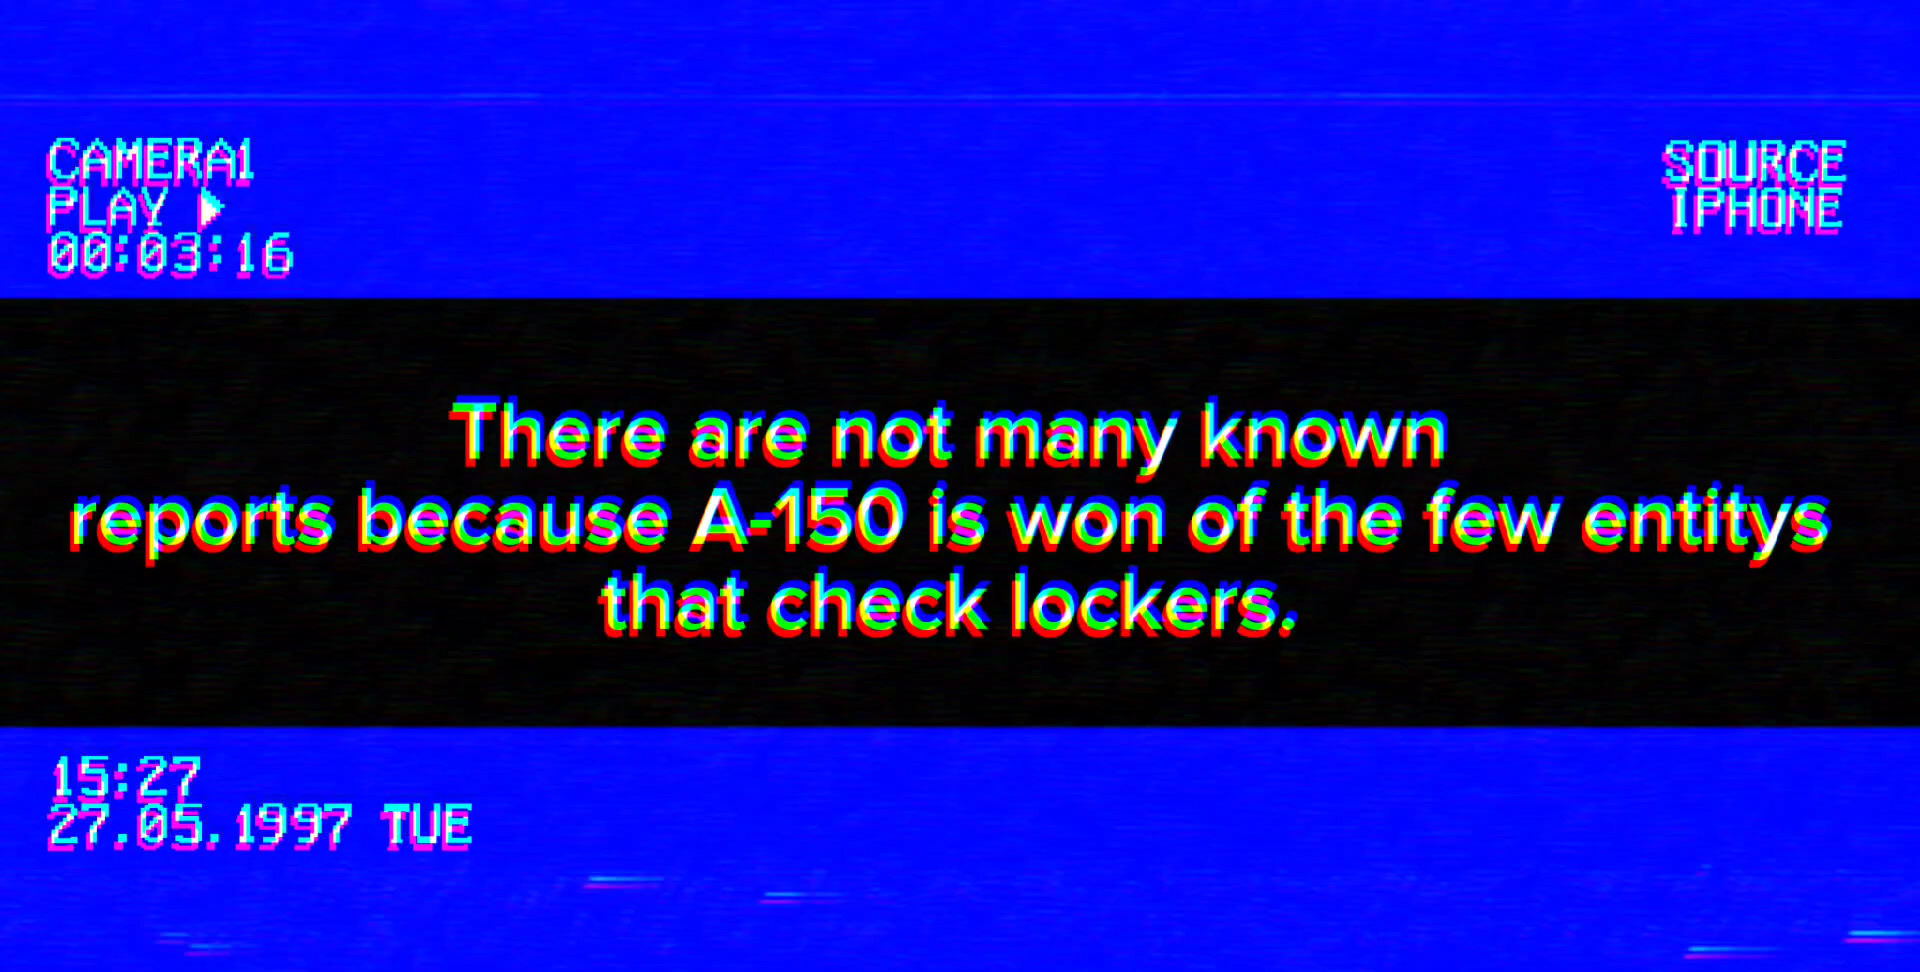 CAMERA1
PLAY
00:03:16
SOURCE
IPHONE
There are not many known
reports because A-150 is won of the few entitys
that check lockers.
15:27
27.05.1997 TUE